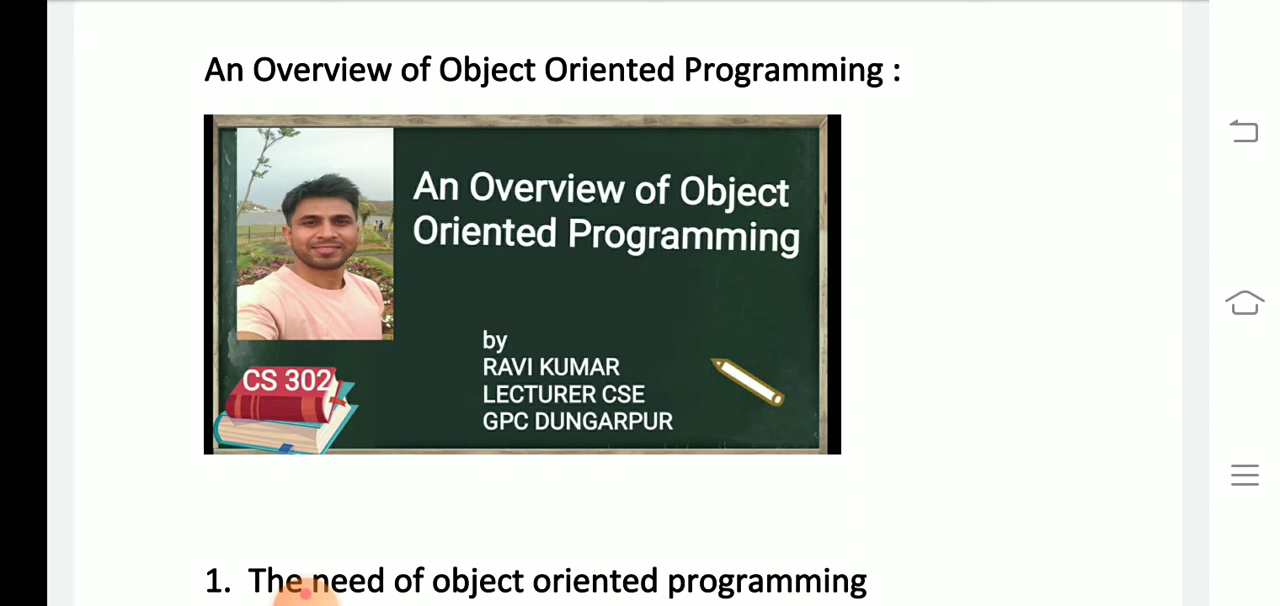 An Overview of Object Oriented Programming :
An Overview of Object
Oriented Programming
by
RAVI KUMAR
LECTURER CSE
GPC DUNGARPUR
CS 302
1. The need of object oriented programming